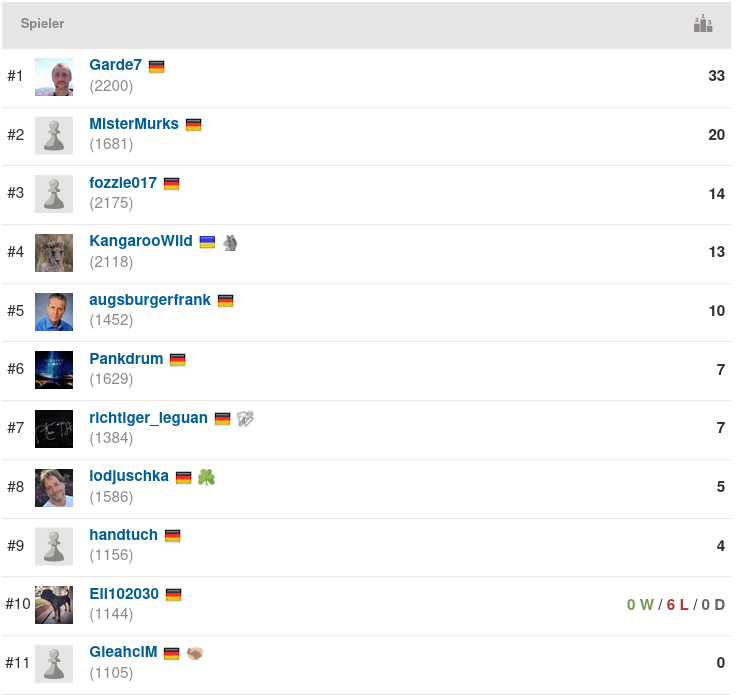 Spieler
#1 Garde7 33
(2200)
#2 MisterMurks 20
(1681)
#3 fozzie017 14
(2175)
#4 KangarooWild 13
(2118)
#5 augsburgerfrank 10
(1452)
#6 Pankdrum 7
(1629)
#7 richtiger_leguan 7
(1384)
#8 lodjuschka 5
(1586)
#9 handtuch 4
(1156)
#10 Eli102030 0 W / 6 L / 0 D
(1144)
#11 GleahciM 0
(1105)